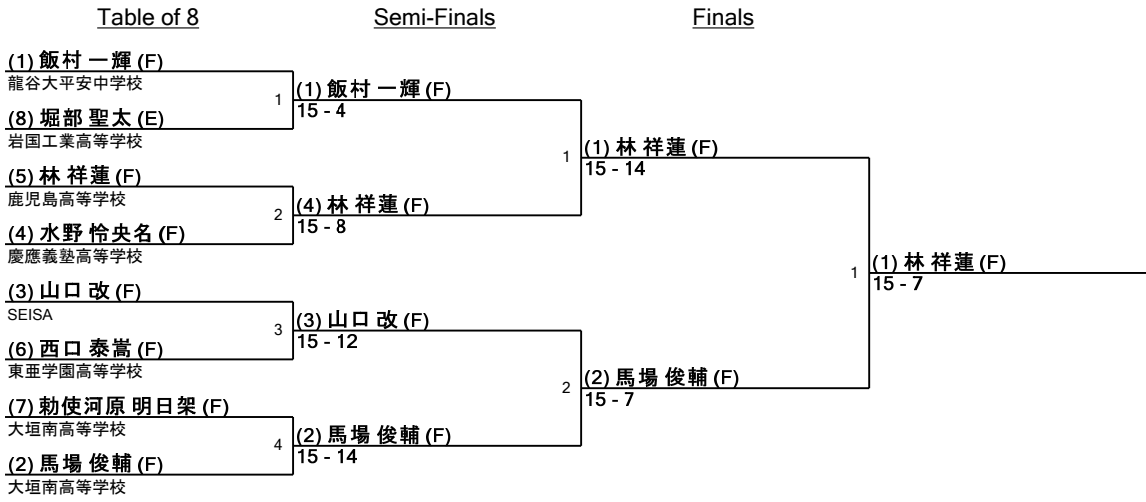 Table of 8
Semi-Finals
Finals
(1) 飯村 一輝 (F)
龍谷大平安中学校
1
(8) 堀部 聖太 (E)
岩国工業高等学校
(5) 林 祥蓮 (F)
鹿児島高等学校
2
(4) 水野 怜央名 (F)
慶應義塾高等学校
(3) 山口 改 (F)
SEISA
3
(6) 西口 泰嵩 (F)
東亜学園高等学校
(7) 勅使河原 明日架 (F)
大垣南高等学校
4
(2) 馬場 俊輔 (F)
大垣南高等学校
(1) 飯村 一輝 (F)
15 - 4
1
(4) 林 祥蓮 (F)
15 - 8
(3) 山口 改 (F)
15 - 12
2
(2) 馬場 俊輔 (F)
15 - 14
(1) 林 祥蓮 (F)
15 - 14
1
(2) 馬場 俊輔 (F)
15 - 7
(1) 林 祥蓮 (F)
15 - 7